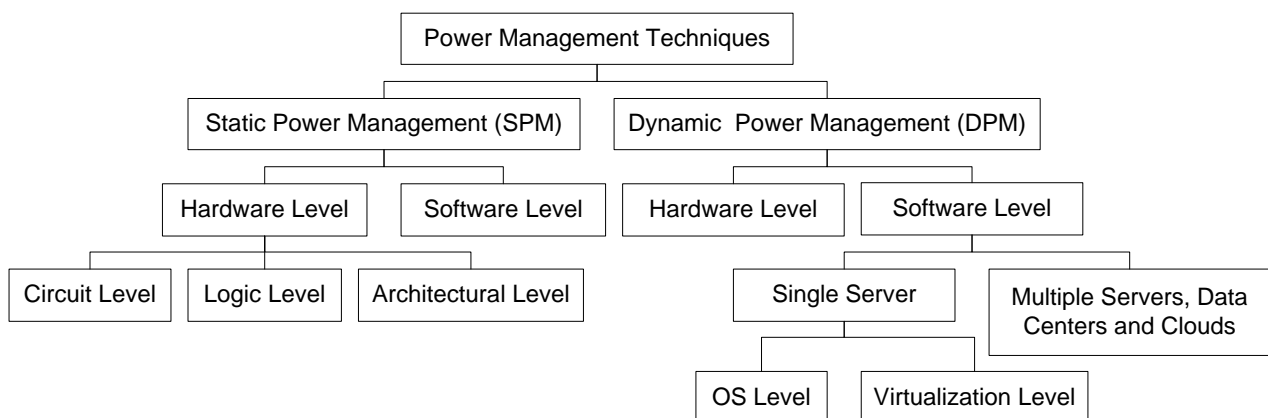 Power Management Techniques
Static Power Management (SPM)
Dynamic Power Management (DPM)
Hardware Level
Software Level
Hardware Level
Software Level
Circuit Level
Logic Level
Architectural Level
Single Server
Multiple Servers, Data
Centers and Clouds
OS Level
Virtualization Level